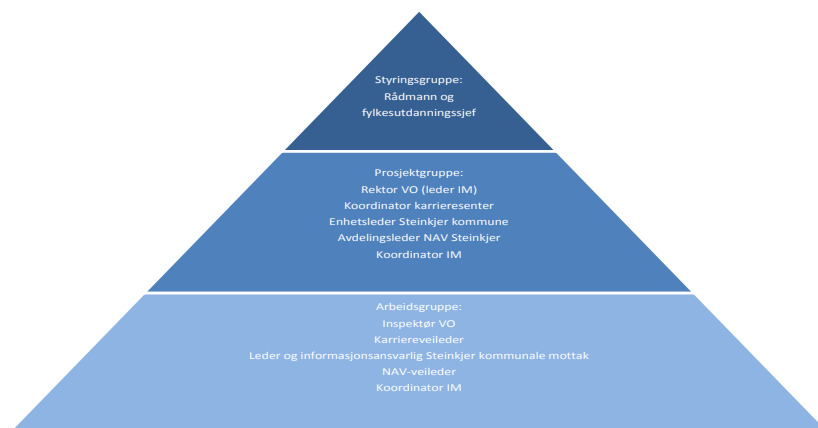 Styringsgruppe:
Rådmann og
fylkesutdanningssjef
Prosjektgruppe:
Rektor VO (leder IM)
Koordinator karrieresenter
Enhetsleder Steinkjer kommune
Avdelingsleder NAV Steinkjer
Koordinator IM
Arbeidsgruppe:
Inspektør VO
Karriereveileder
Leder og informasjonsansvarlig Steinkjer kommunale mottak
NAV-veileder
Koordinator IM